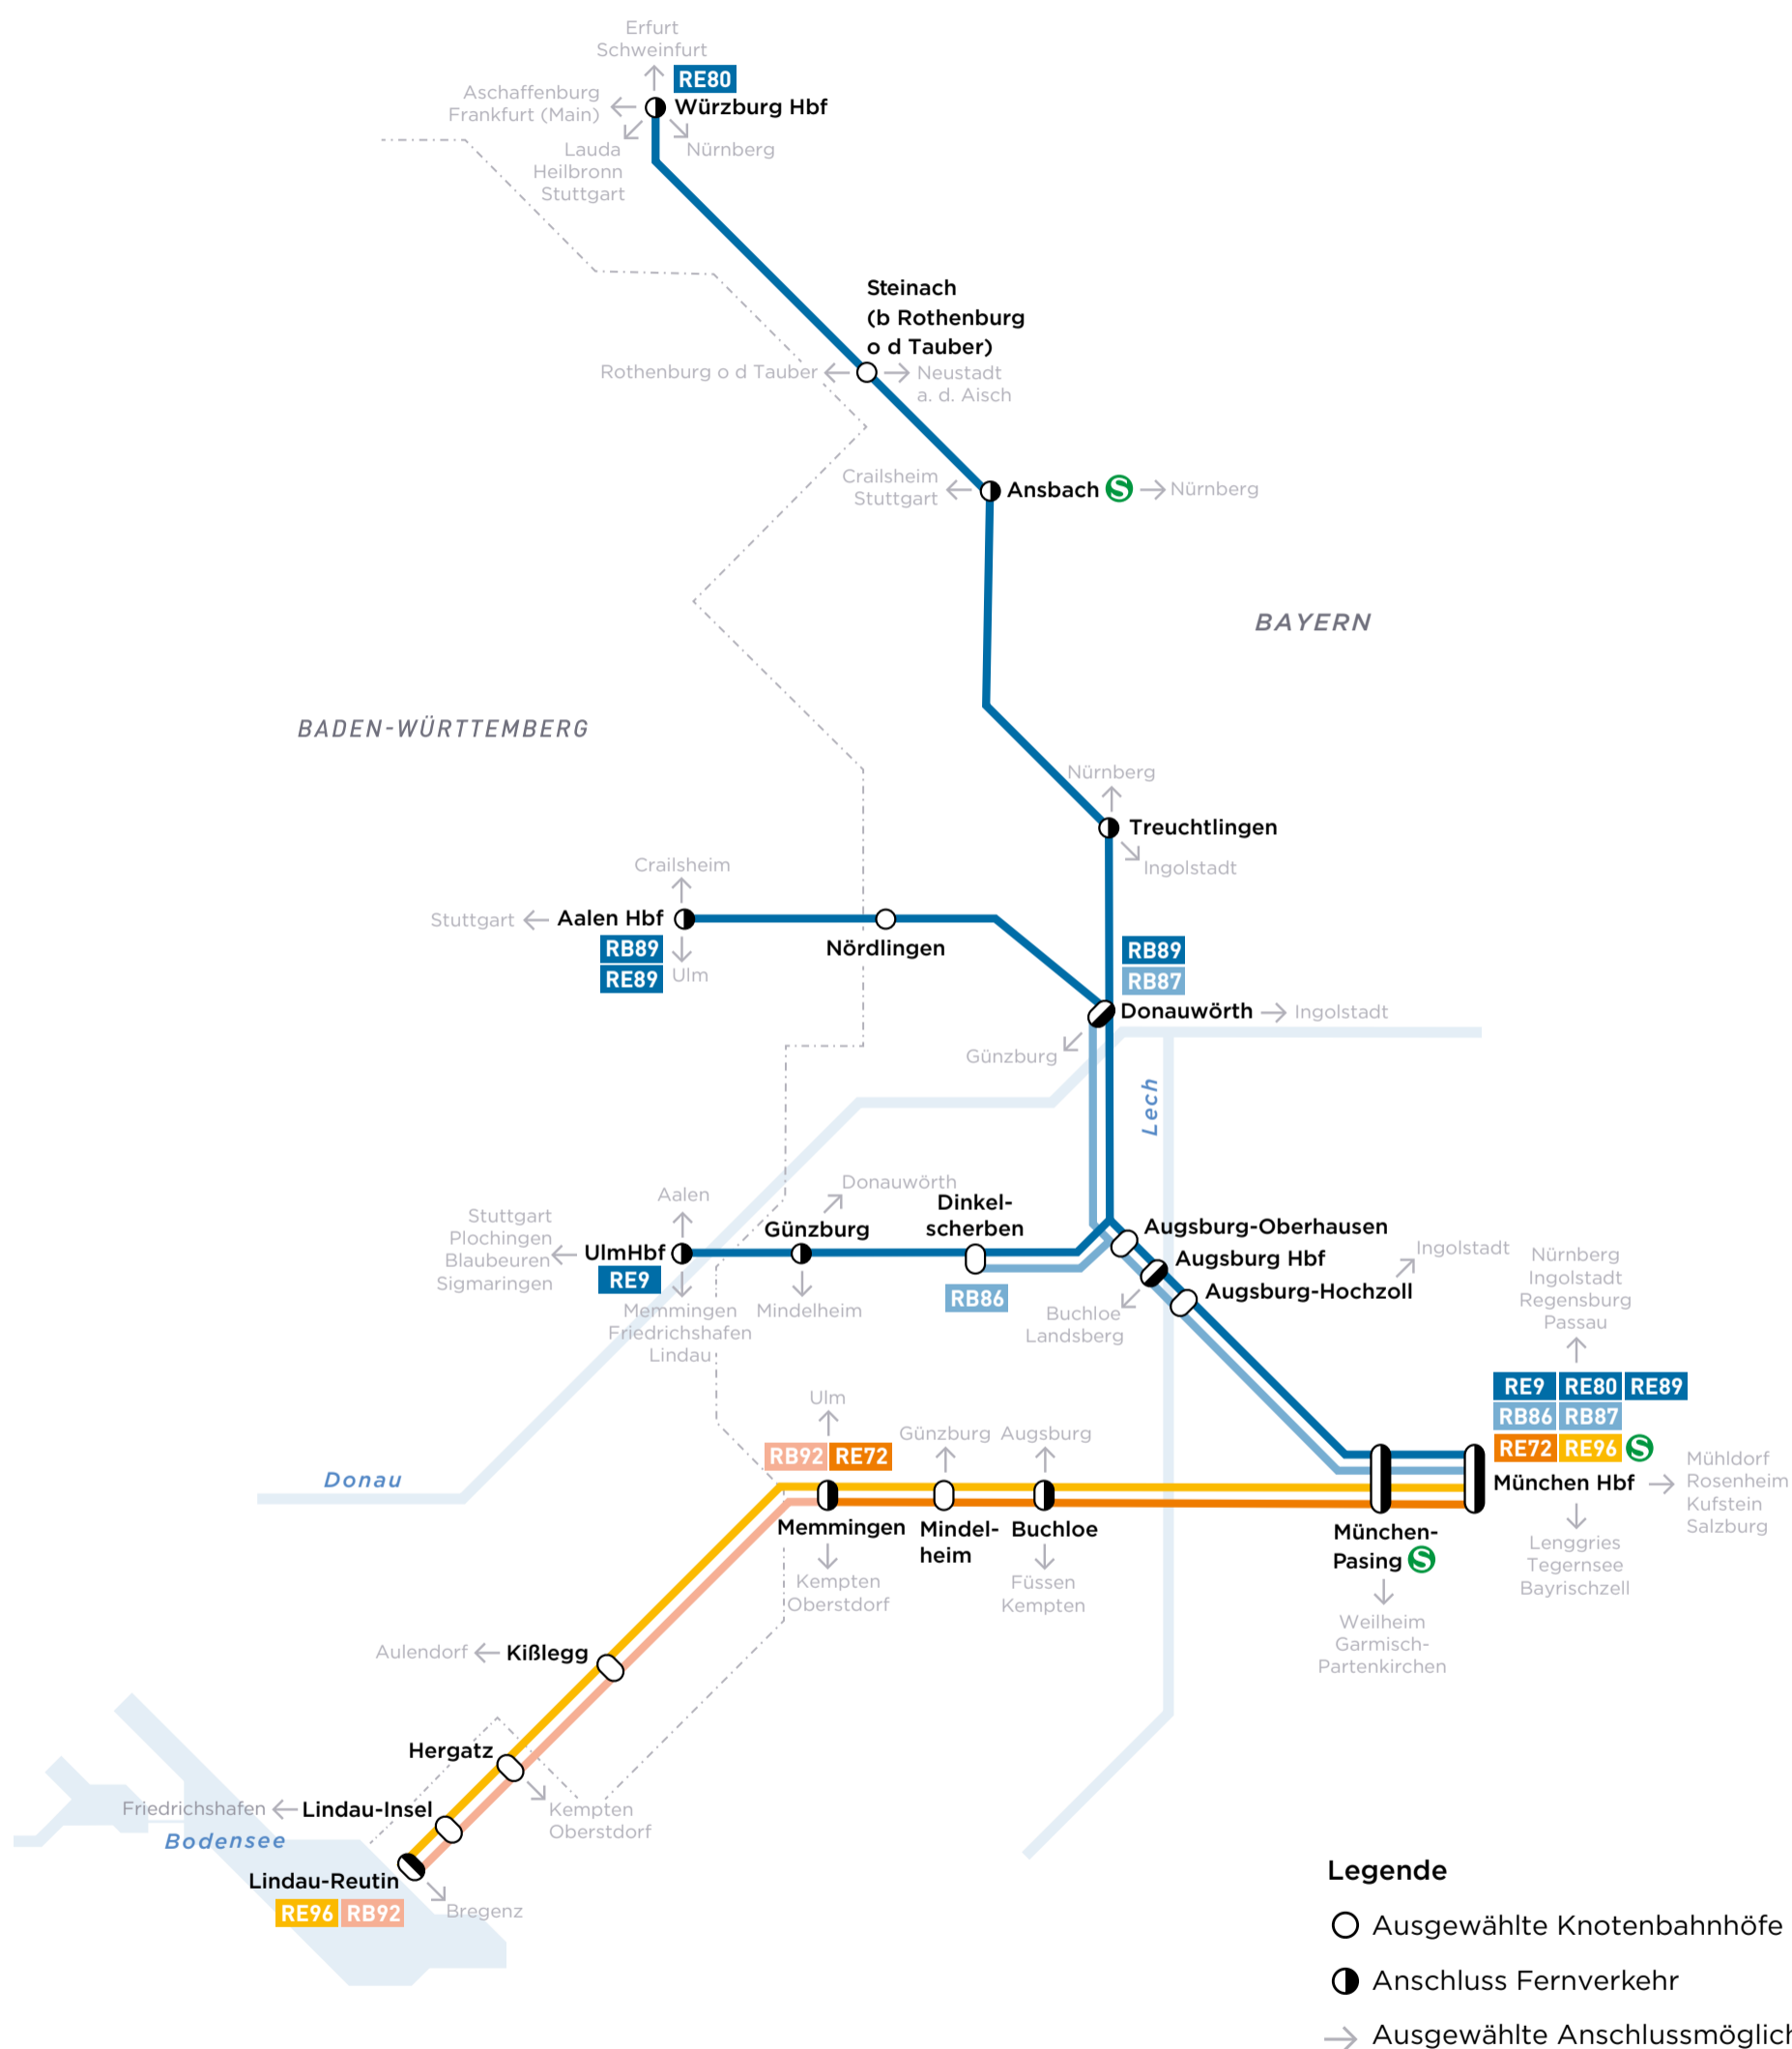 Erfurt
Schweinfurt
RE80
Aschaffenburg
Frankfurt (Main)
Würzburg Hbf
Lauda
Heilbronn
Stuttgart
Nürnberg
Steinach
(b Rothenburg
o d Tauber)
Rothenburg o d Tauber
Neustadt
a. d. Aisch
Crailsheim
Stuttgart
Ansbach S
Nürnberg
BAYERN
BADEN-WÜRTTEMBERG
Nürnberg
Treuchtlingen
Ingolstadt
Crailsheim
Stuttgart
Aalen Hbf
RB89
RE89
Ulm
Nördlingen
RB89
RB87
Donauwörth
Ingolstadt
Günzburg
Lech
Aalen
Donauwörth
Stuttgart
Plochingen
Blaubeuren
Sigmaringen
UlmHbf
RE9
Memmingen
Friedrichshafen
Lindau
Günzburg
Mindelheim
Dinkel-
scherben
RB86
Augsburg-Oberhausen
Augsburg Hbf
Augsburg-Hochzoll
Ingolstadt
Buchloe
Landsberg
Nürnberg
Ingolstadt
Regensburg
Passau
RE9 RE80 RE89
RB86 RB87
RE72 RE96 S
München Hbf
Mühldorf
Rosenheim
Kufstein
Salzburg
Lenggries
Tegernsee
Bayrischzell
Ulm
RB92 RE72
Günzburg
Augsburg
Donau
Memmingen
Mindel-
heim
Buchloe
München-
Pasing S
Kempten
Oberstdorf
Füssen
Kempten
Weilheim
Garmisch-
Partenkirchen
Aulendorf
Kißlegg
Hergatz
Kempten
Oberstdorf
Friedrichshafen
Lindau-Insel
Bodensee
Lindau-Reutin
RE96 RB92
Bregenz
Legende
Ausgewählte Knotenbahnhöfe
Anschluss Fernverkehr
Ausgewählte Anschlussmöglich